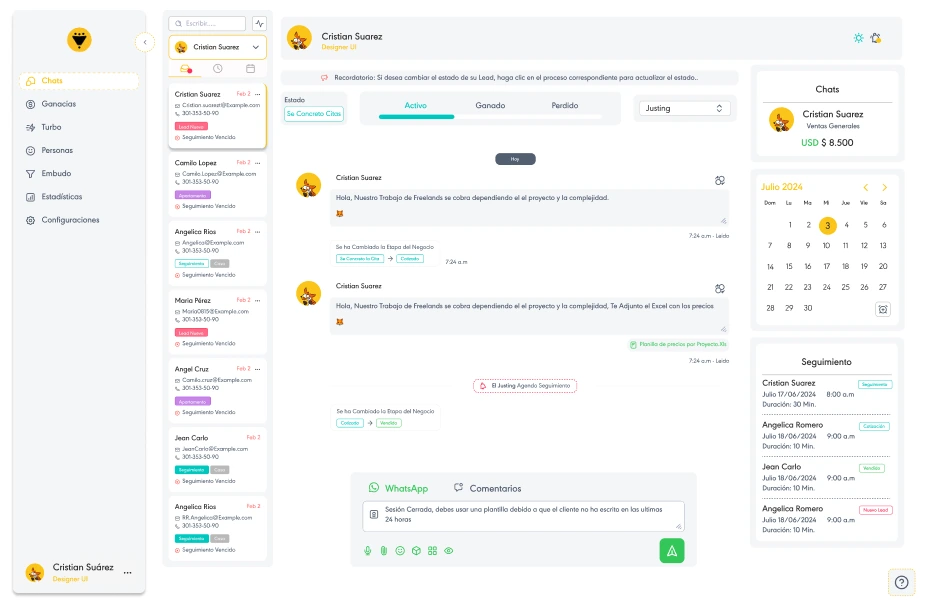 Chats
Ganacias
Turbo
Personas
Embudo
Estadísticas
Configuraciones
Cristian Suárez
Designer UI
Escribir.....
Cristian Suarez
Cristian Suarez Feb 2
Cristian.suarezt@Example.com
301-353-50-90
Lead Nuevo
Seguimiento Vencido
Camilo Lopez Feb 2
Camilo.Lopez@Example.com
301-353-50-90
Apartamento
Seguimiento Vencido
Angelica Rios Feb 2
Angelica@Example.com
301-353-50-90
Seguimiento Casa
Seguimiento Vencido
Maria Pérez Feb 2
Maria0815@Example.com
301-353-50-90
Lead Nuevo
Seguimiento Vencido
Angel Cruz Feb 2
Camilo.cruz@Example.com
301-353-50-90
Apartamento
Seguimiento Vencido
Jean Carlo Feb 2
JeanCarlo@Example.com
301-353-50-90
Seguimiento Casa
Seguimiento Vencido
Angelica Rios Feb 2
RR.Angelica@Example.com
301-353-50-90
Seguimiento Casa
Seguimiento Vencido
Cristian Suarez
Designer UI
Recordatorio: Si desea cambiar el estado de su Lead, haga clic en el proceso correspondiente para actualizar el estado..
Estado
Se Concreto Citas
Activo Ganado Perdido
Justing
Hoy
Cristian Suarez
Hola, Nuestro Trabajo de Freelands se cobra dependiendo el el proyecto y la complejidad.
7:24 a.m - Leido
Se ha Cambiado la Etapa del Negocio
Se Concreto la Cita Cotizado
7:24 a.m
Cristian Suarez
Hola, Nuestro Trabajo de Freelands se cobra dependiendo el el proyecto y la complejidad, Te Adjunto el Excel con los precios
Planilla de precios por Proyecto.Xls
7:24 a.m - Leido
El Justing Agendo Seguimiento
Se ha Cambiado la Etapa del Negocio
Cotizado Vendido
WhatsApp Comentarios
Sesión Cerrada, debes usar una plantilla debido a que el cliente no ha escrito en las ultimas
24 horas
Chats
Cristian Suarez
Ventas Generales
USD $ 8.500
Julio 2024
Dom Lu Ma Mi Jue Vie Sa
1 2 3 4 5 6
7 8 9 10 11 12 13
14 15 16 17 18 19 20
21 22 23 24 25 26 27
28 29 30
Seguimiento
Cristian Suarez Seguimiento
Julio 17/06/2024 8:00 a.m
Duración: 30 Min.
Angelica Romero Cotización
Julio 18/06/2024 9:00 a.m
Duración: 10 Min.
Jean Carlo Vendido
Julio 18/06/2024 9:00 a.m
Duración: 10 Min.
Angelica Romero Nuevo Lead
Julio 18/06/2024 9:00 a.m
Duración: 10 Min.